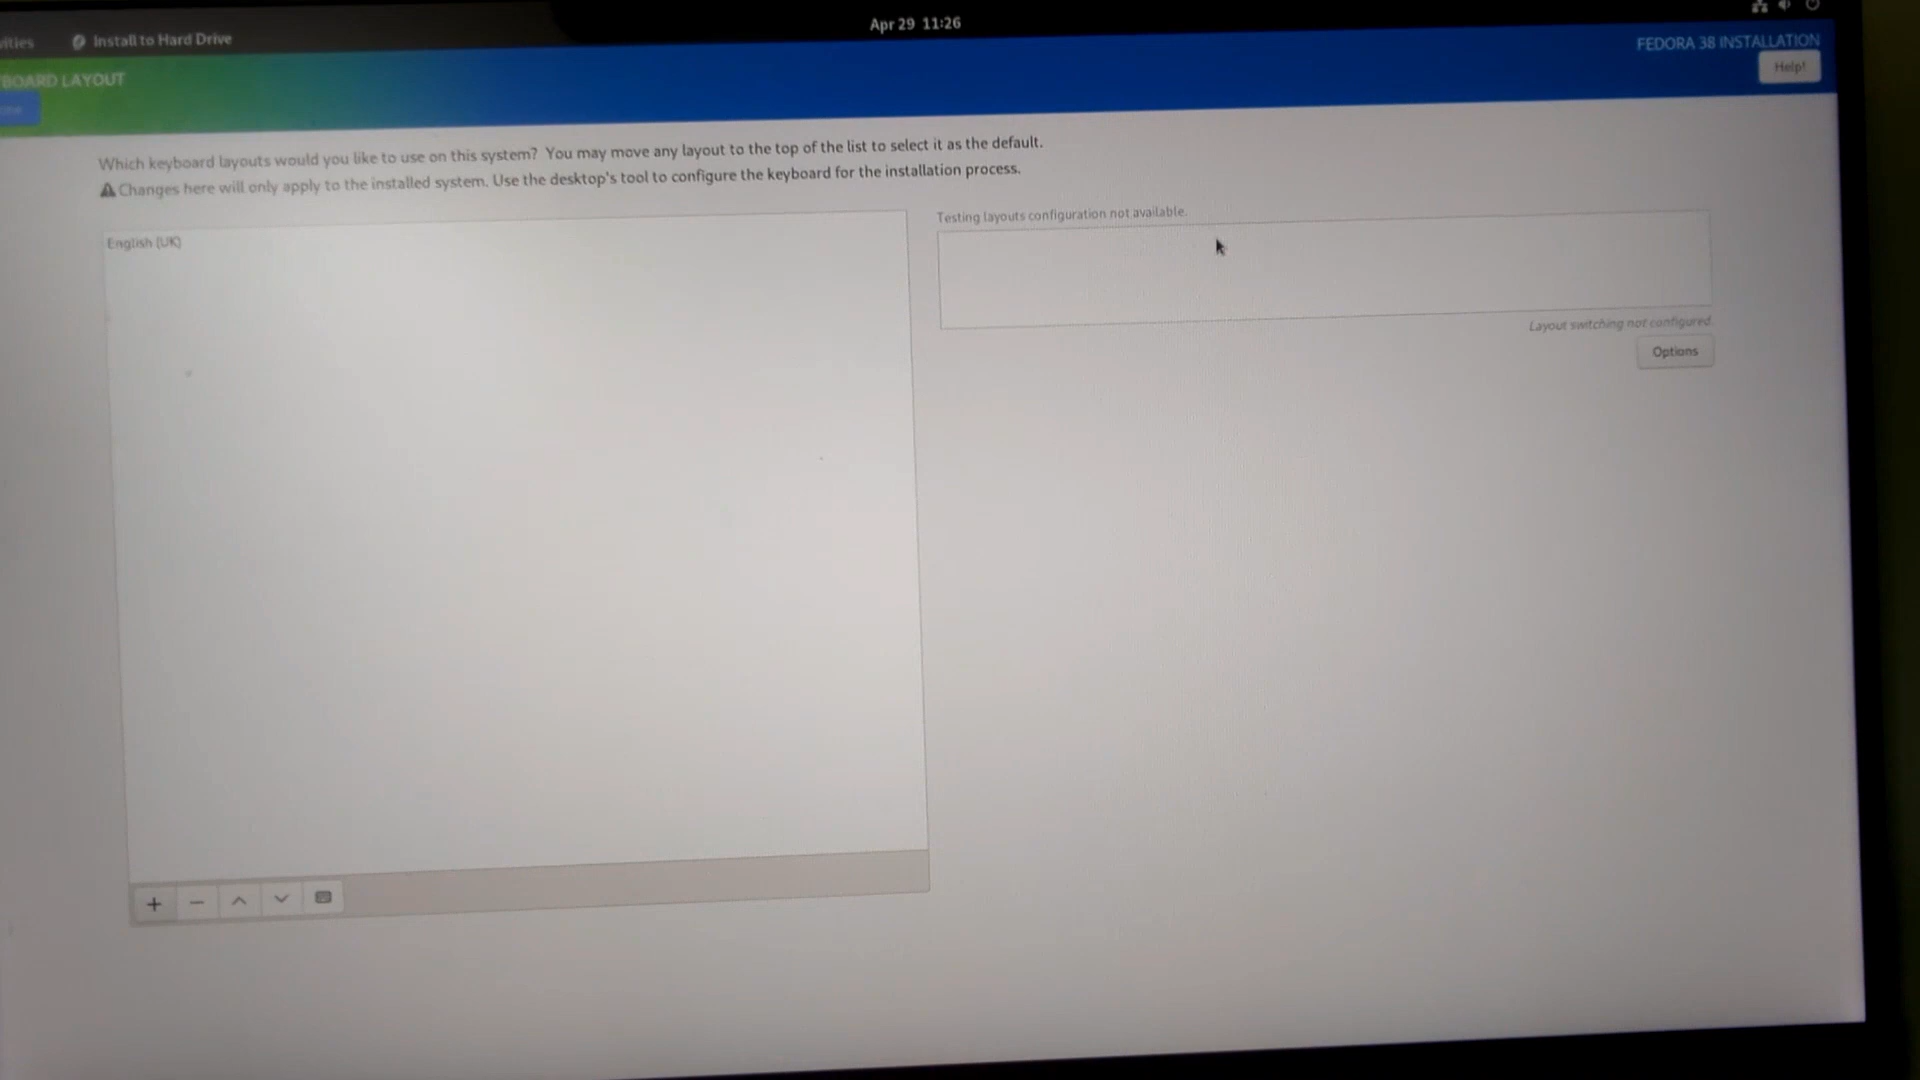 vities
Install to Hard Drive
Apr 29 11:26
BOARD LAYOUT
FEDORA 38 INSTALLATION
Help!
Which keyboard layouts would you like to use on this system? You may move any layout to the top of the list to select it as the default.
Changes here will only apply to the installed system. Use the desktop's tool to configure the keyboard for the installation process.
English (UK)
Testing layouts configuration not available.
Layout switching not configured.
Options